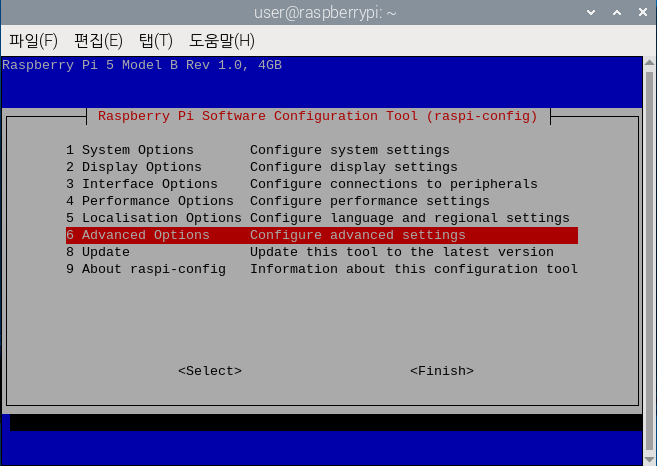 user@raspberrypi: ~
파일(F) 편집(E) 탭(T) 도움말(H)
Raspberry Pi 5 Model B Rev 1.0, 4GB
Raspberry Pi Software Configuration Tool (raspi-config)
1 System Options Configure system settings
2 Display Options Configure display settings
3 Interface Options Configure connections to peripherals
4 Performance Options Configure performance settings
5 Localisation Options Configure language and regional settings
6 Advanced Options Configure advanced settings
8 Update Update this tool to the latest version
9 About raspi-config Information about this configuration tool
<Select> <Finish>